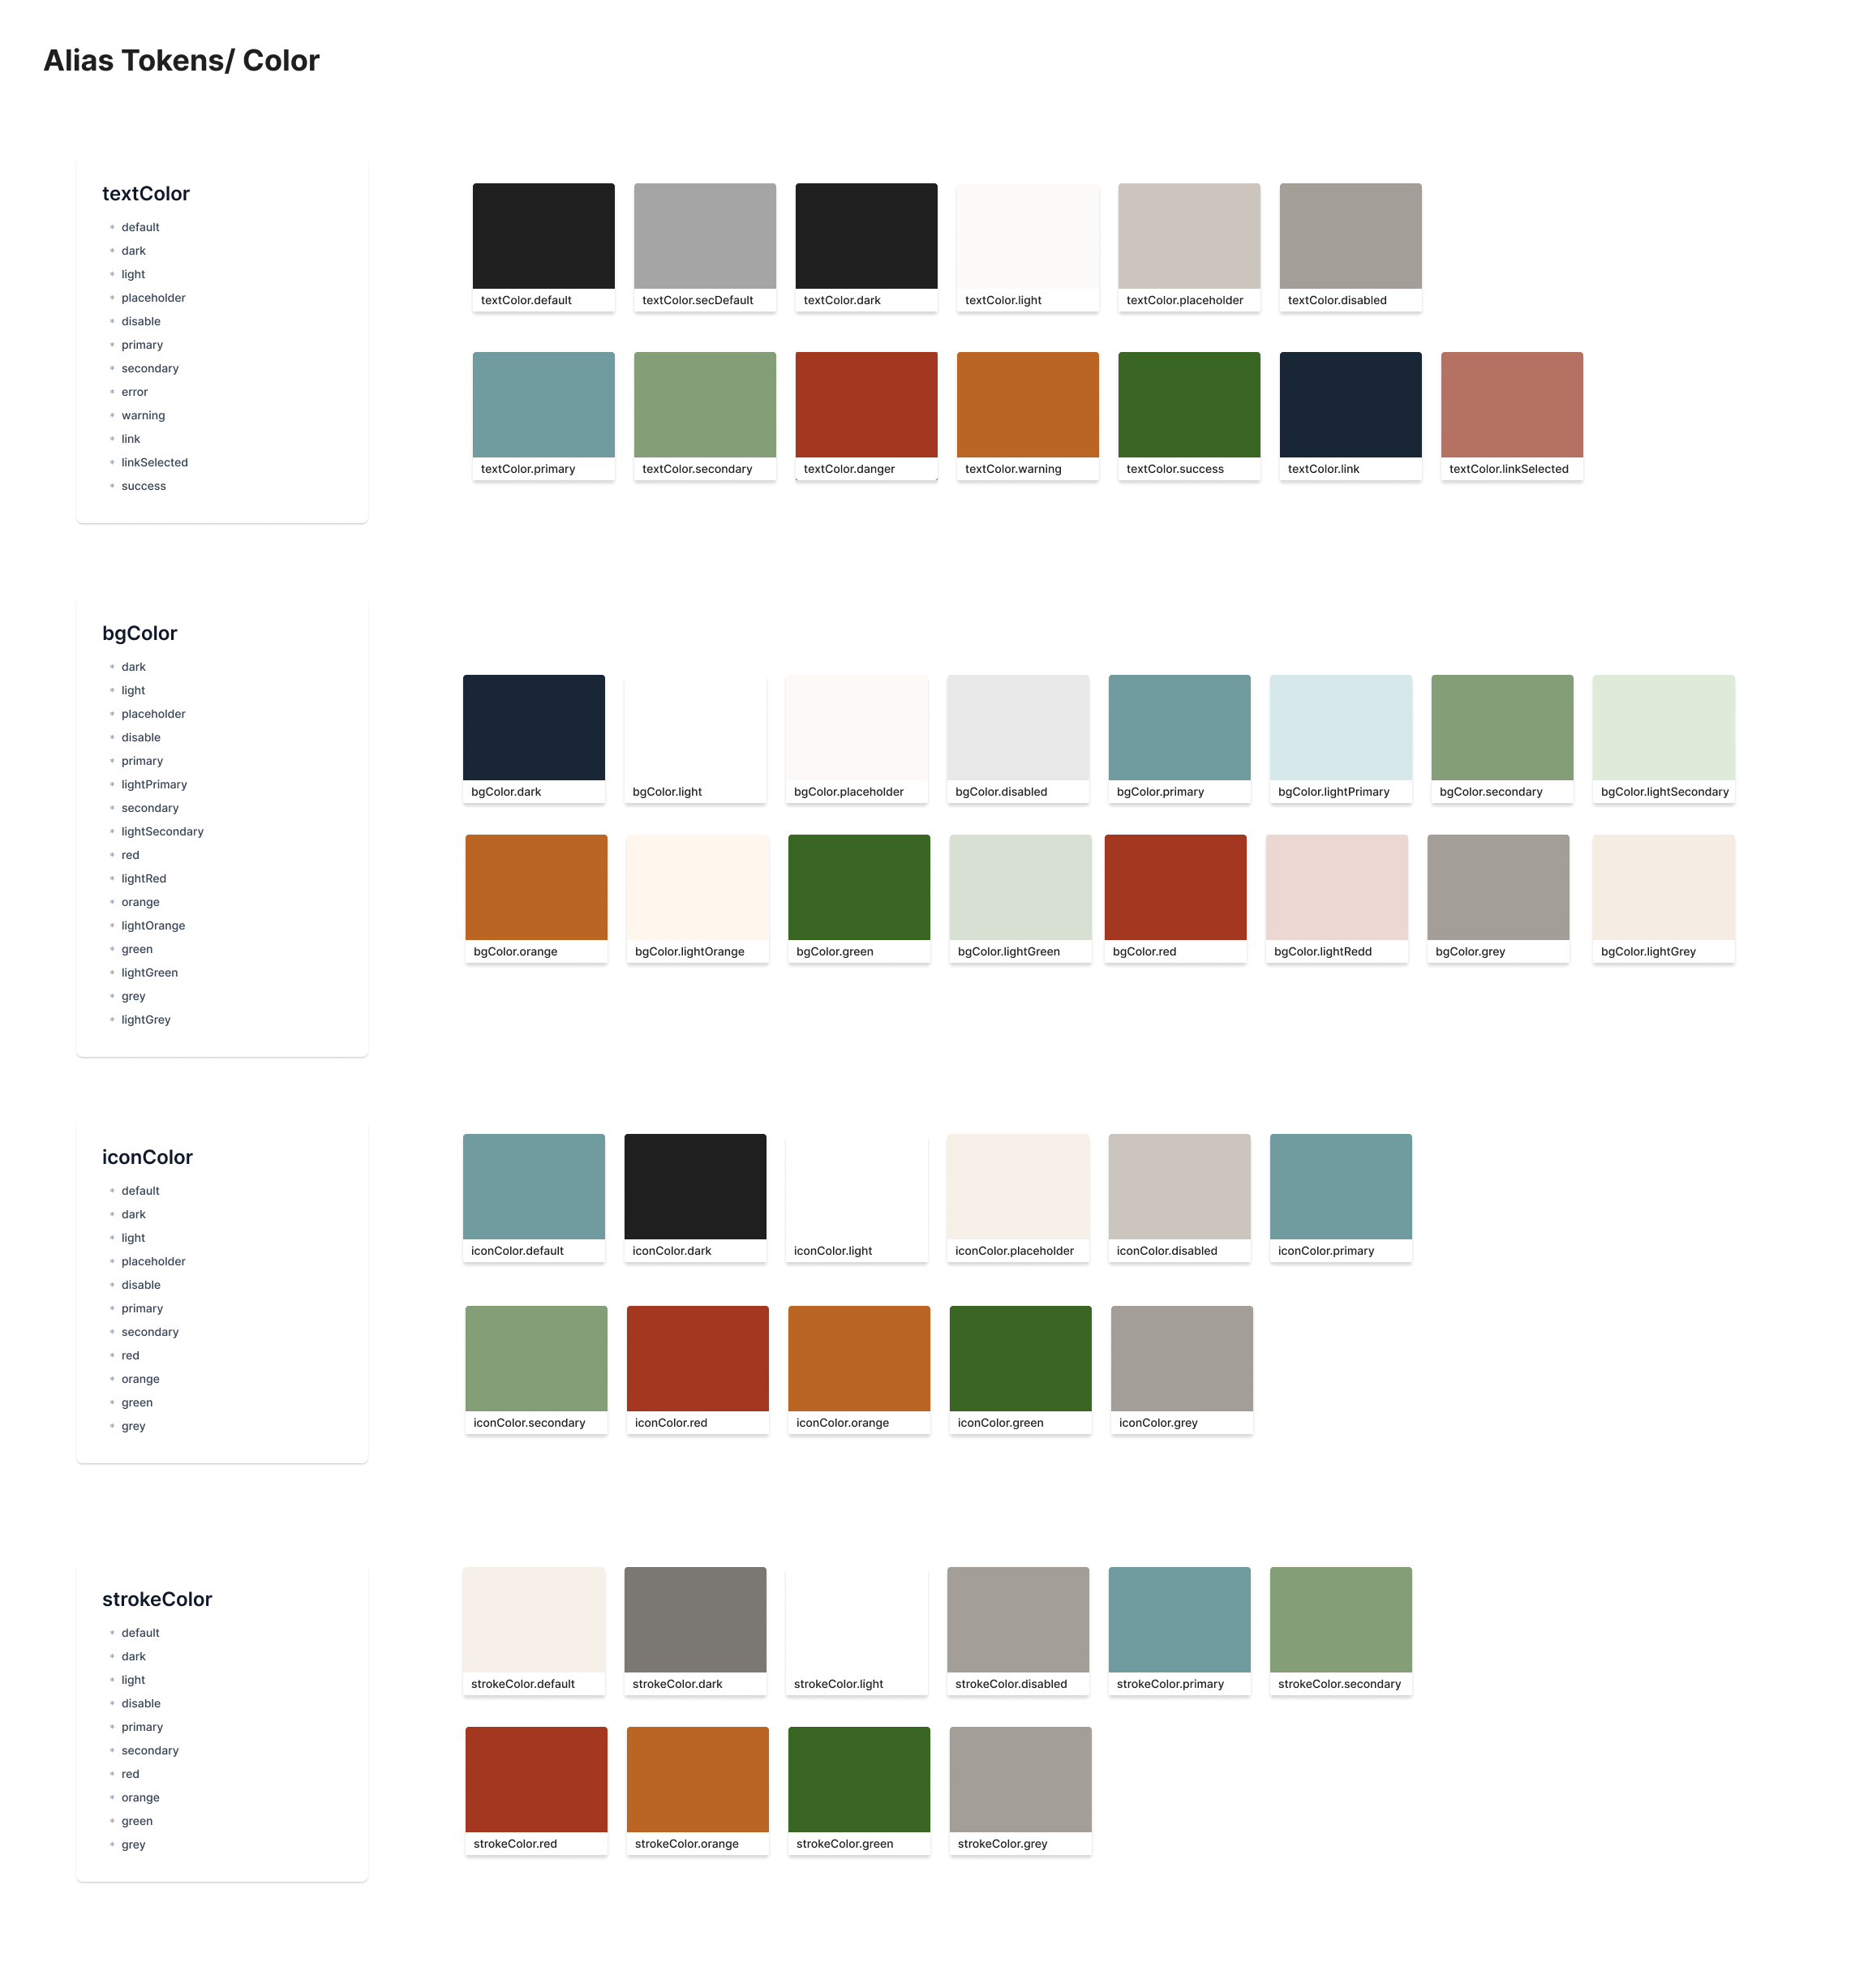 Alias Tokens/ Color
textColor
* default
* dark
* light
* placeholder
* disable
* primary
* secondary
* error
* warning
* link
* linkSelected
* success
textColor.default textColor.secDefault textColor.dark textColor.light textColor.placeholder textColor.disabled
textColor.primary textColor.secondary textColor.danger textColor.warning textColor.success textColor.link textColor.linkSelected
bgColor
* dark
* light
* placeholder
* disable
* primary
* lightPrimary
* secondary
* lightSecondary
* red
* lightRed
* orange
* lightOrange
* green
* lightGreen
* grey
* lightGrey
bgColor.dark bgColor.light bgColor.placeholder bgColor.disabled bgColor.primary bgColor.lightPrimary bgColor.secondary bgColor.lightSecondary
bgColor.orange bgColor.lightOrange bgColor.green bgColor.lightGreen bgColor.red bgColor.lightRedd bgColor.grey bgColor.lightGrey
iconColor
* default
* dark
* light
* placeholder
* disable
* primary
* secondary
* red
* orange
* green
* grey
iconColor.default iconColor.dark iconColor.light iconColor.placeholder iconColor.disabled iconColor.primary
iconColor.secondary iconColor.red iconColor.orange iconColor.green iconColor.grey
strokeColor
* default
* dark
* light
* disable
* primary
* secondary
* red
* orange
* green
* grey
strokeColor.default strokeColor.dark strokeColor.light strokeColor.disabled strokeColor.primary strokeColor.secondary
strokeColor.red strokeColor.orange strokeColor.green strokeColor.grey